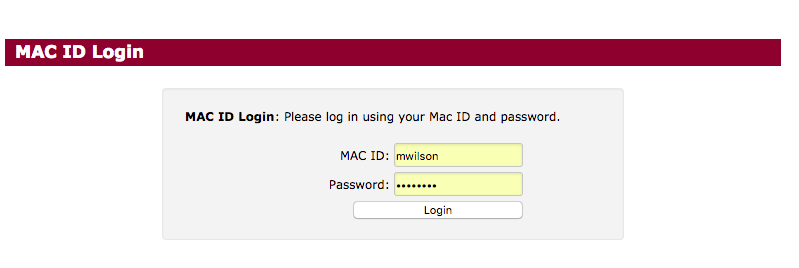 MAC ID Login
MAC ID Login: Please log in using your Mac ID and password.
MAC ID: mwilson
Password: ••••••••
Login